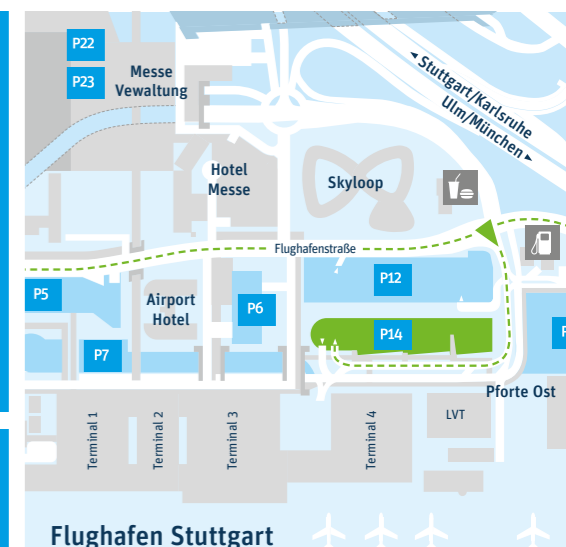 P22
P23
Messe
Vewaltung
Stuttgart/Karlsruhe
Ulm/München
Hotel
Messe
Skyloop
Flughafenstraße
P5
Airport
Hotel
P6
P12
P14
P7
Pforte Ost
Terminal 1
Terminal 2
Terminal 3
Terminal 4
LVT
Flughafen Stuttgart